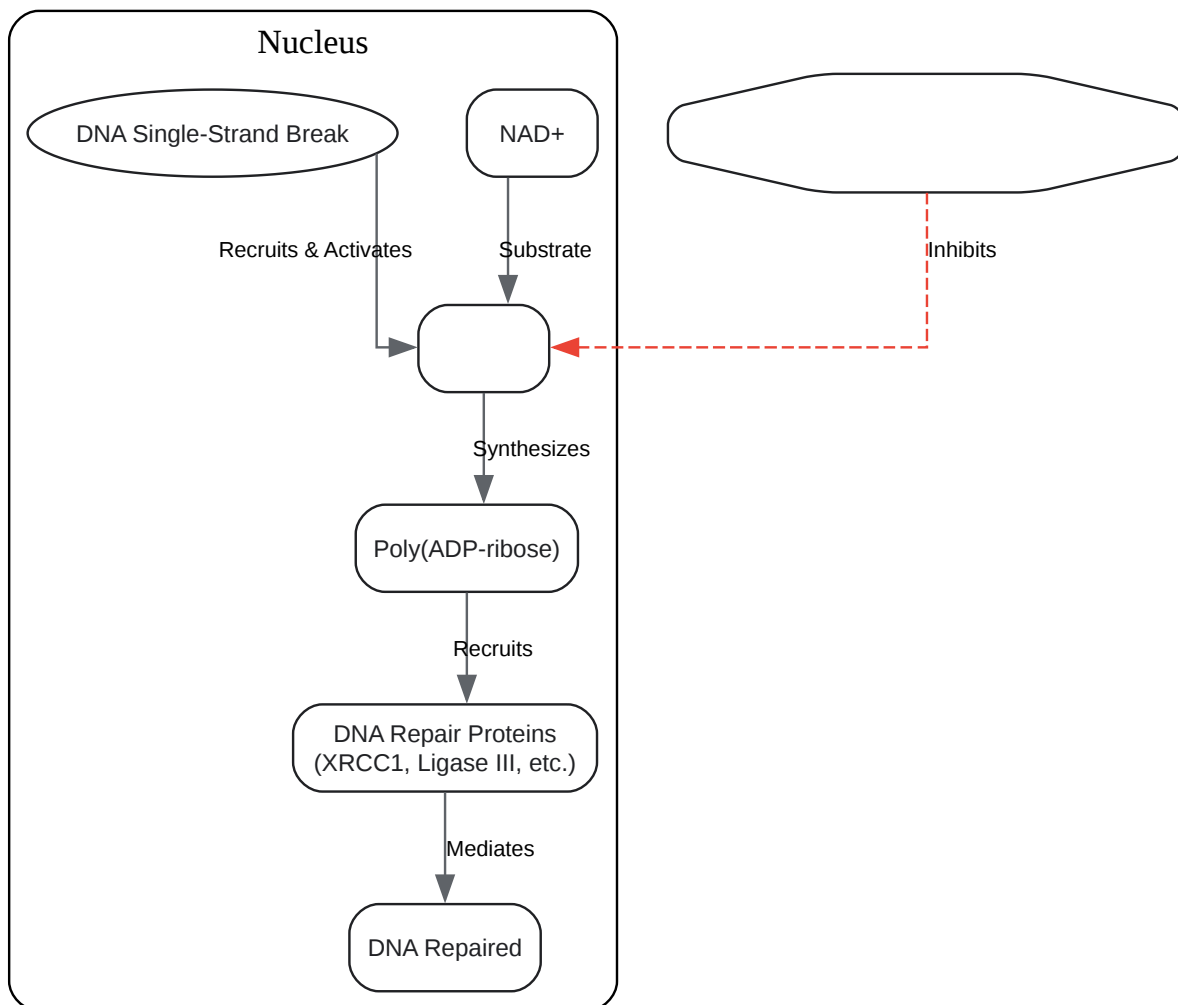 Nucleus
DNA Single-Strand Break
NAD+
Recruits & Activates
Substrate
Inhibits
Synthesizes
Poly(ADP-ribose)
Recruits
DNA Repair Proteins
(XRCC1, Ligase III, etc.)
Mediates
DNA Repaired